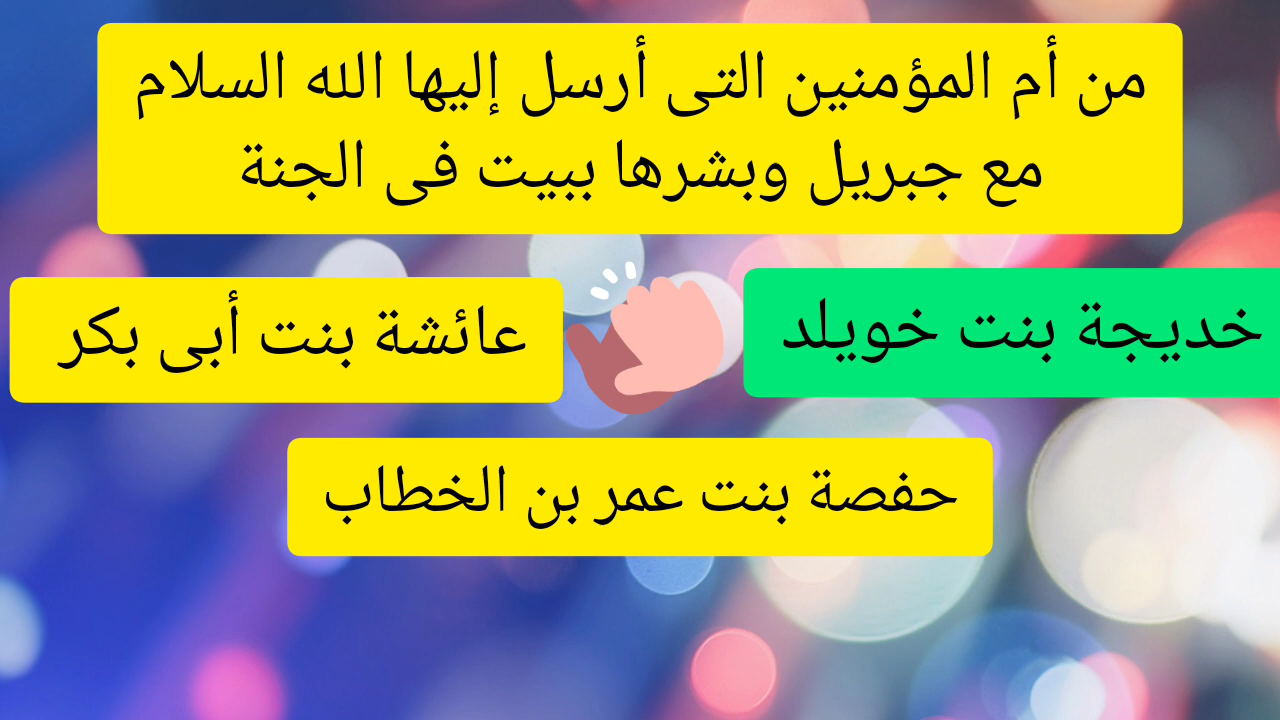 من أم المؤمنين التى أرسل إليها الله السلام
مع جبريل وبشرها ببيت فى الجنة
خديجة بنت خويلد
عائشة بنت أبى بكر
حفصة بنت عمر بن الخطاب